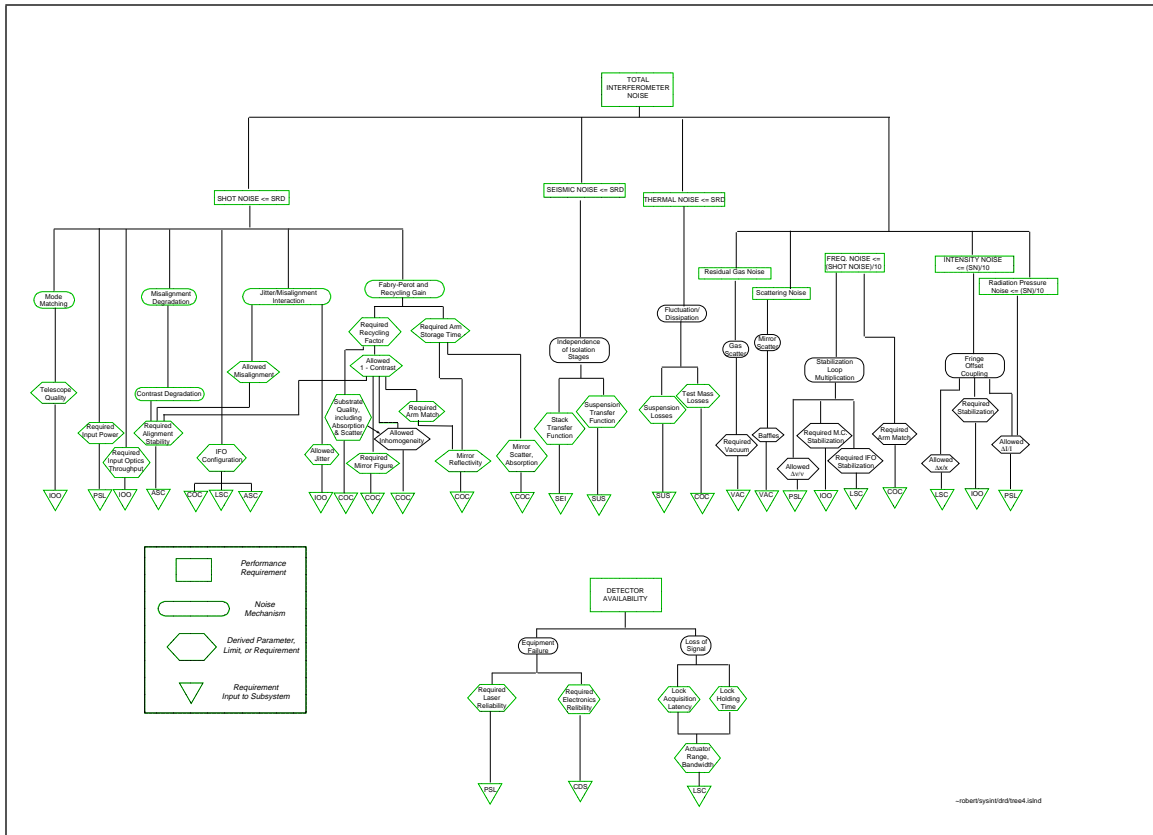 TOTAL
INTERFEROMETER
NOISE
SHOT NOISE <= SRD
SEISMIC NOISE <= SRD
THERMAL NOISE <= SRD
Residual Gas Noise
Scattering Noise
FREQ. NOISE <=
(SHOT NOISE)/10
INTENSITY NOISE
<= (SN)/10
Radiation Pressure
Noise <= (SN)/10
Mode
Matching
Misalignment
Degradation
Jitter/Misalignment
Interaction
Fabry-Perot and
Recycling Gain
Required
Recycling
Factor
Required Arm
Storage Time
Fluctuation/
Dissipation
Independence
of Isolation
Stages
Gas
Scatter
Mirror
Scatter
Stabilization
Loop
Multiplication
Fringe
Offset
Coupling
Allowed
Misalignment
Allowed
1 - Contrast
Telescope
Quality
Contrast Degradation
Substrate
Quality,
including
Absorption
& Scatter
Required
Arm Match
Stack
Transfer
Function
Suspension
Transfer
Function
Suspension
Losses
Test Mass
Losses
Required
Stabilization
Required
Input Power
Required
Alignment
Stability
Allowed
Inhomogeneity
Required
Vacuum
Baffles
Required M.C.
Stabilization
Required
Arm Match
Allowed
Δl/l
Required
Input Optics
Throughput
IFO
Configuration
Allowed
Jitter
Required
Mirror Figure
Mirror
Reflectivity
Mirror
Scatter,
Absorption
Allowed
Δν/ν
Required IFO
Stabilization
Allowed
Δx/x
IOO
PSL
IOO
ASC
COC
LSC
ASC
IOO
COC
COC
COC
COC
COC
SEI
SUS
SUS
COC
VAC
VAC
PSL
IOO
LSC
COC
LSC
IOO
PSL
Performance
Requirement
Noise
Mechanism
Derived Parameter,
Limit, or Requirement
Requirement
Input to Subsystem
DETECTOR
AVAILABILITY
Equipment
Failure
Loss of
Signal
Required
Laser
Reliability
Required
Electronics
Relibility
Lock
Acquisition
Latency
Lock
Holding
Time
Actuator
Range,
Bandwidth
PSL
CDS
LSC
~robert/sysint/drd/tree4.islnd